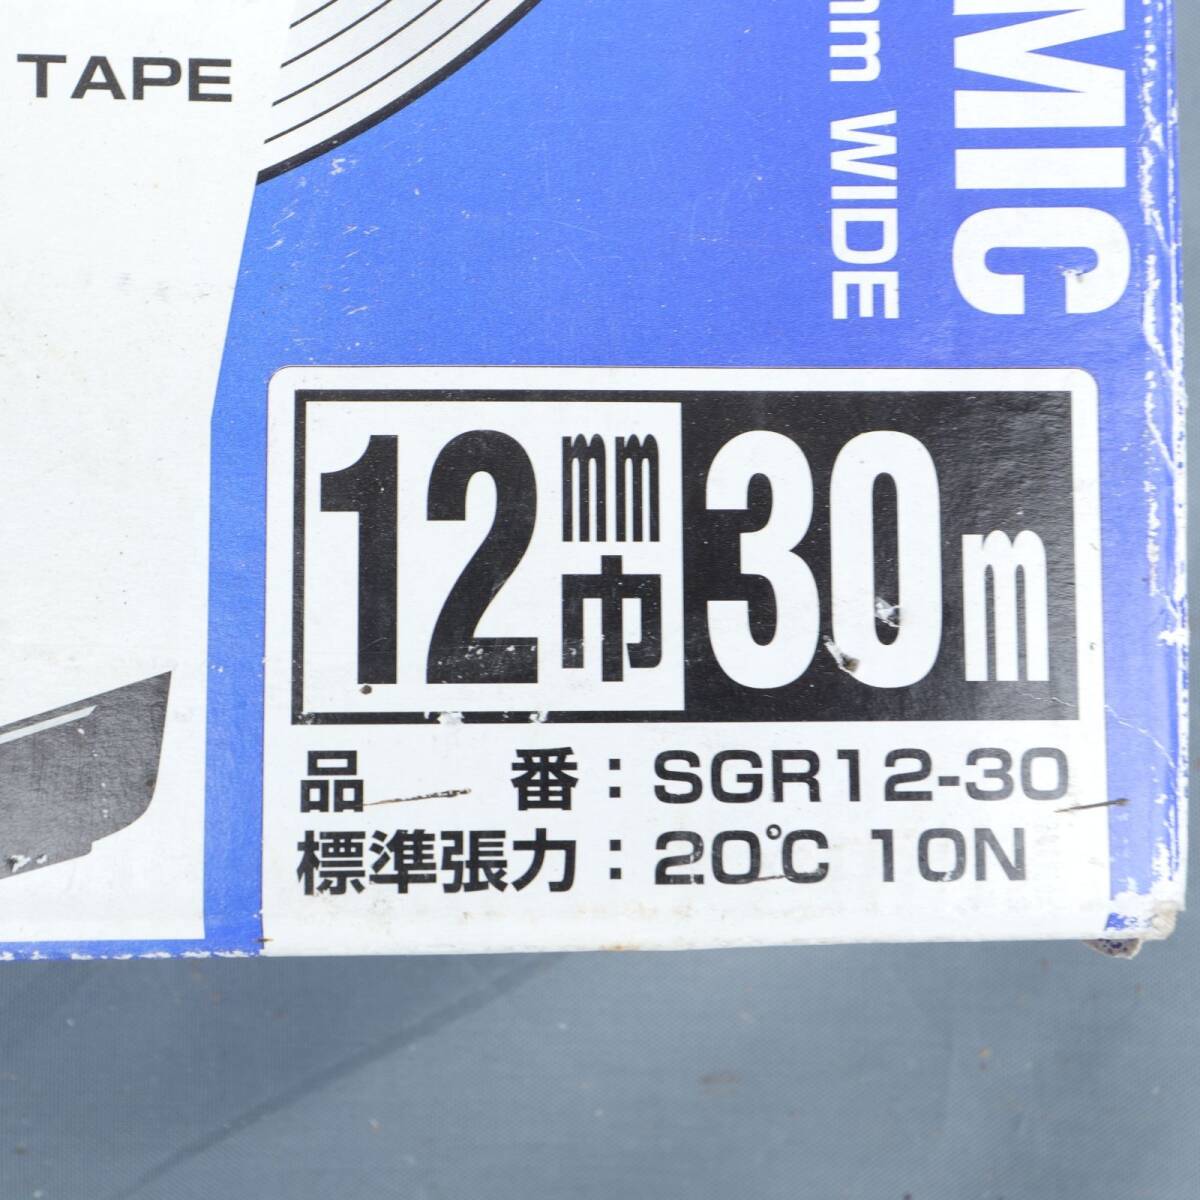 TAPE
MIC
mm WIDE
12mm巾 30m
品番：SGR12-30
標準張力：20℃ 10N